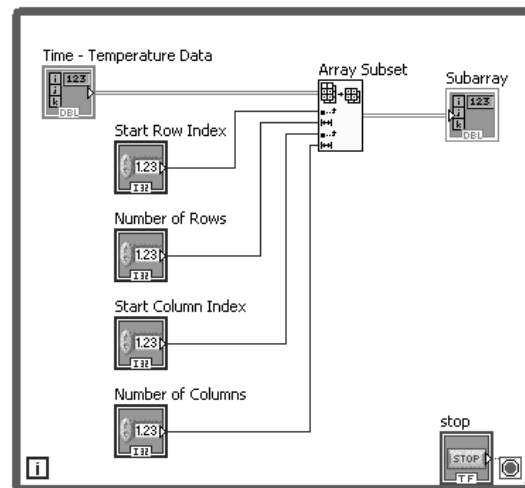 Time - Temperature Data
i 123
j
k
DBL
Array Subset
Subarray
i 123
j
k
DBL
Start Row Index
1.23
I32
Number of Rows
1.23
I32
Start Column Index
1.23
I32
Number of Columns
1.23
I32
stop
STOP
TF
i